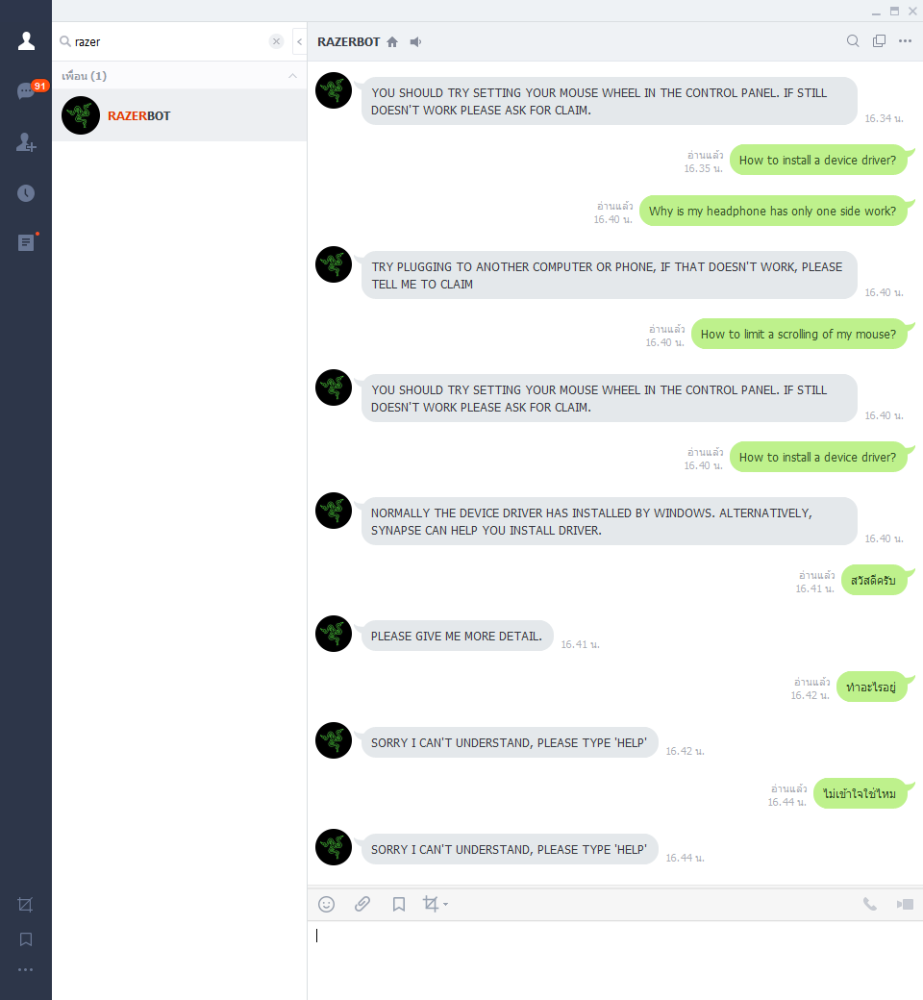 razer
เพื่อน (1)
91
RAZERBOT
RAZERBOT
YOU SHOULD TRY SETTING YOUR MOUSE WHEEL IN THE CONTROL PANEL. IF STILL
DOESN'T WORK PLEASE ASK FOR CLAIM.
16.34 น.
อ่านแล้ว
16.35 น.
How to install a device driver?
อ่านแล้ว
16.40 น.
Why is my headphone has only one side work?
TRY PLUGGING TO ANOTHER COMPUTER OR PHONE, IF THAT DOESN'T WORK, PLEASE
TELL ME TO CLAIM
16.40 น.
อ่านแล้ว
16.40 น.
How to limit a scrolling of my mouse?
YOU SHOULD TRY SETTING YOUR MOUSE WHEEL IN THE CONTROL PANEL. IF STILL
DOESN'T WORK PLEASE ASK FOR CLAIM.
16.40 น.
อ่านแล้ว
16.40 น.
How to install a device driver?
NORMALLY THE DEVICE DRIVER HAS INSTALLED BY WINDOWS. ALTERNATIVELY,
SYNAPSE CAN HELP YOU INSTALL DRIVER.
16.40 น.
อ่านแล้ว
16.41 น.
สวัสดีครับ
PLEASE GIVE ME MORE DETAIL.
16.41 น.
อ่านแล้ว
16.42 น.
ทำอะไรอยู่
SORRY I CAN'T UNDERSTAND, PLEASE TYPE 'HELP'
16.42 น.
อ่านแล้ว
16.44 น.
ไม่เข้าใจใช่ไหม
SORRY I CAN'T UNDERSTAND, PLEASE TYPE 'HELP'
16.44 น.